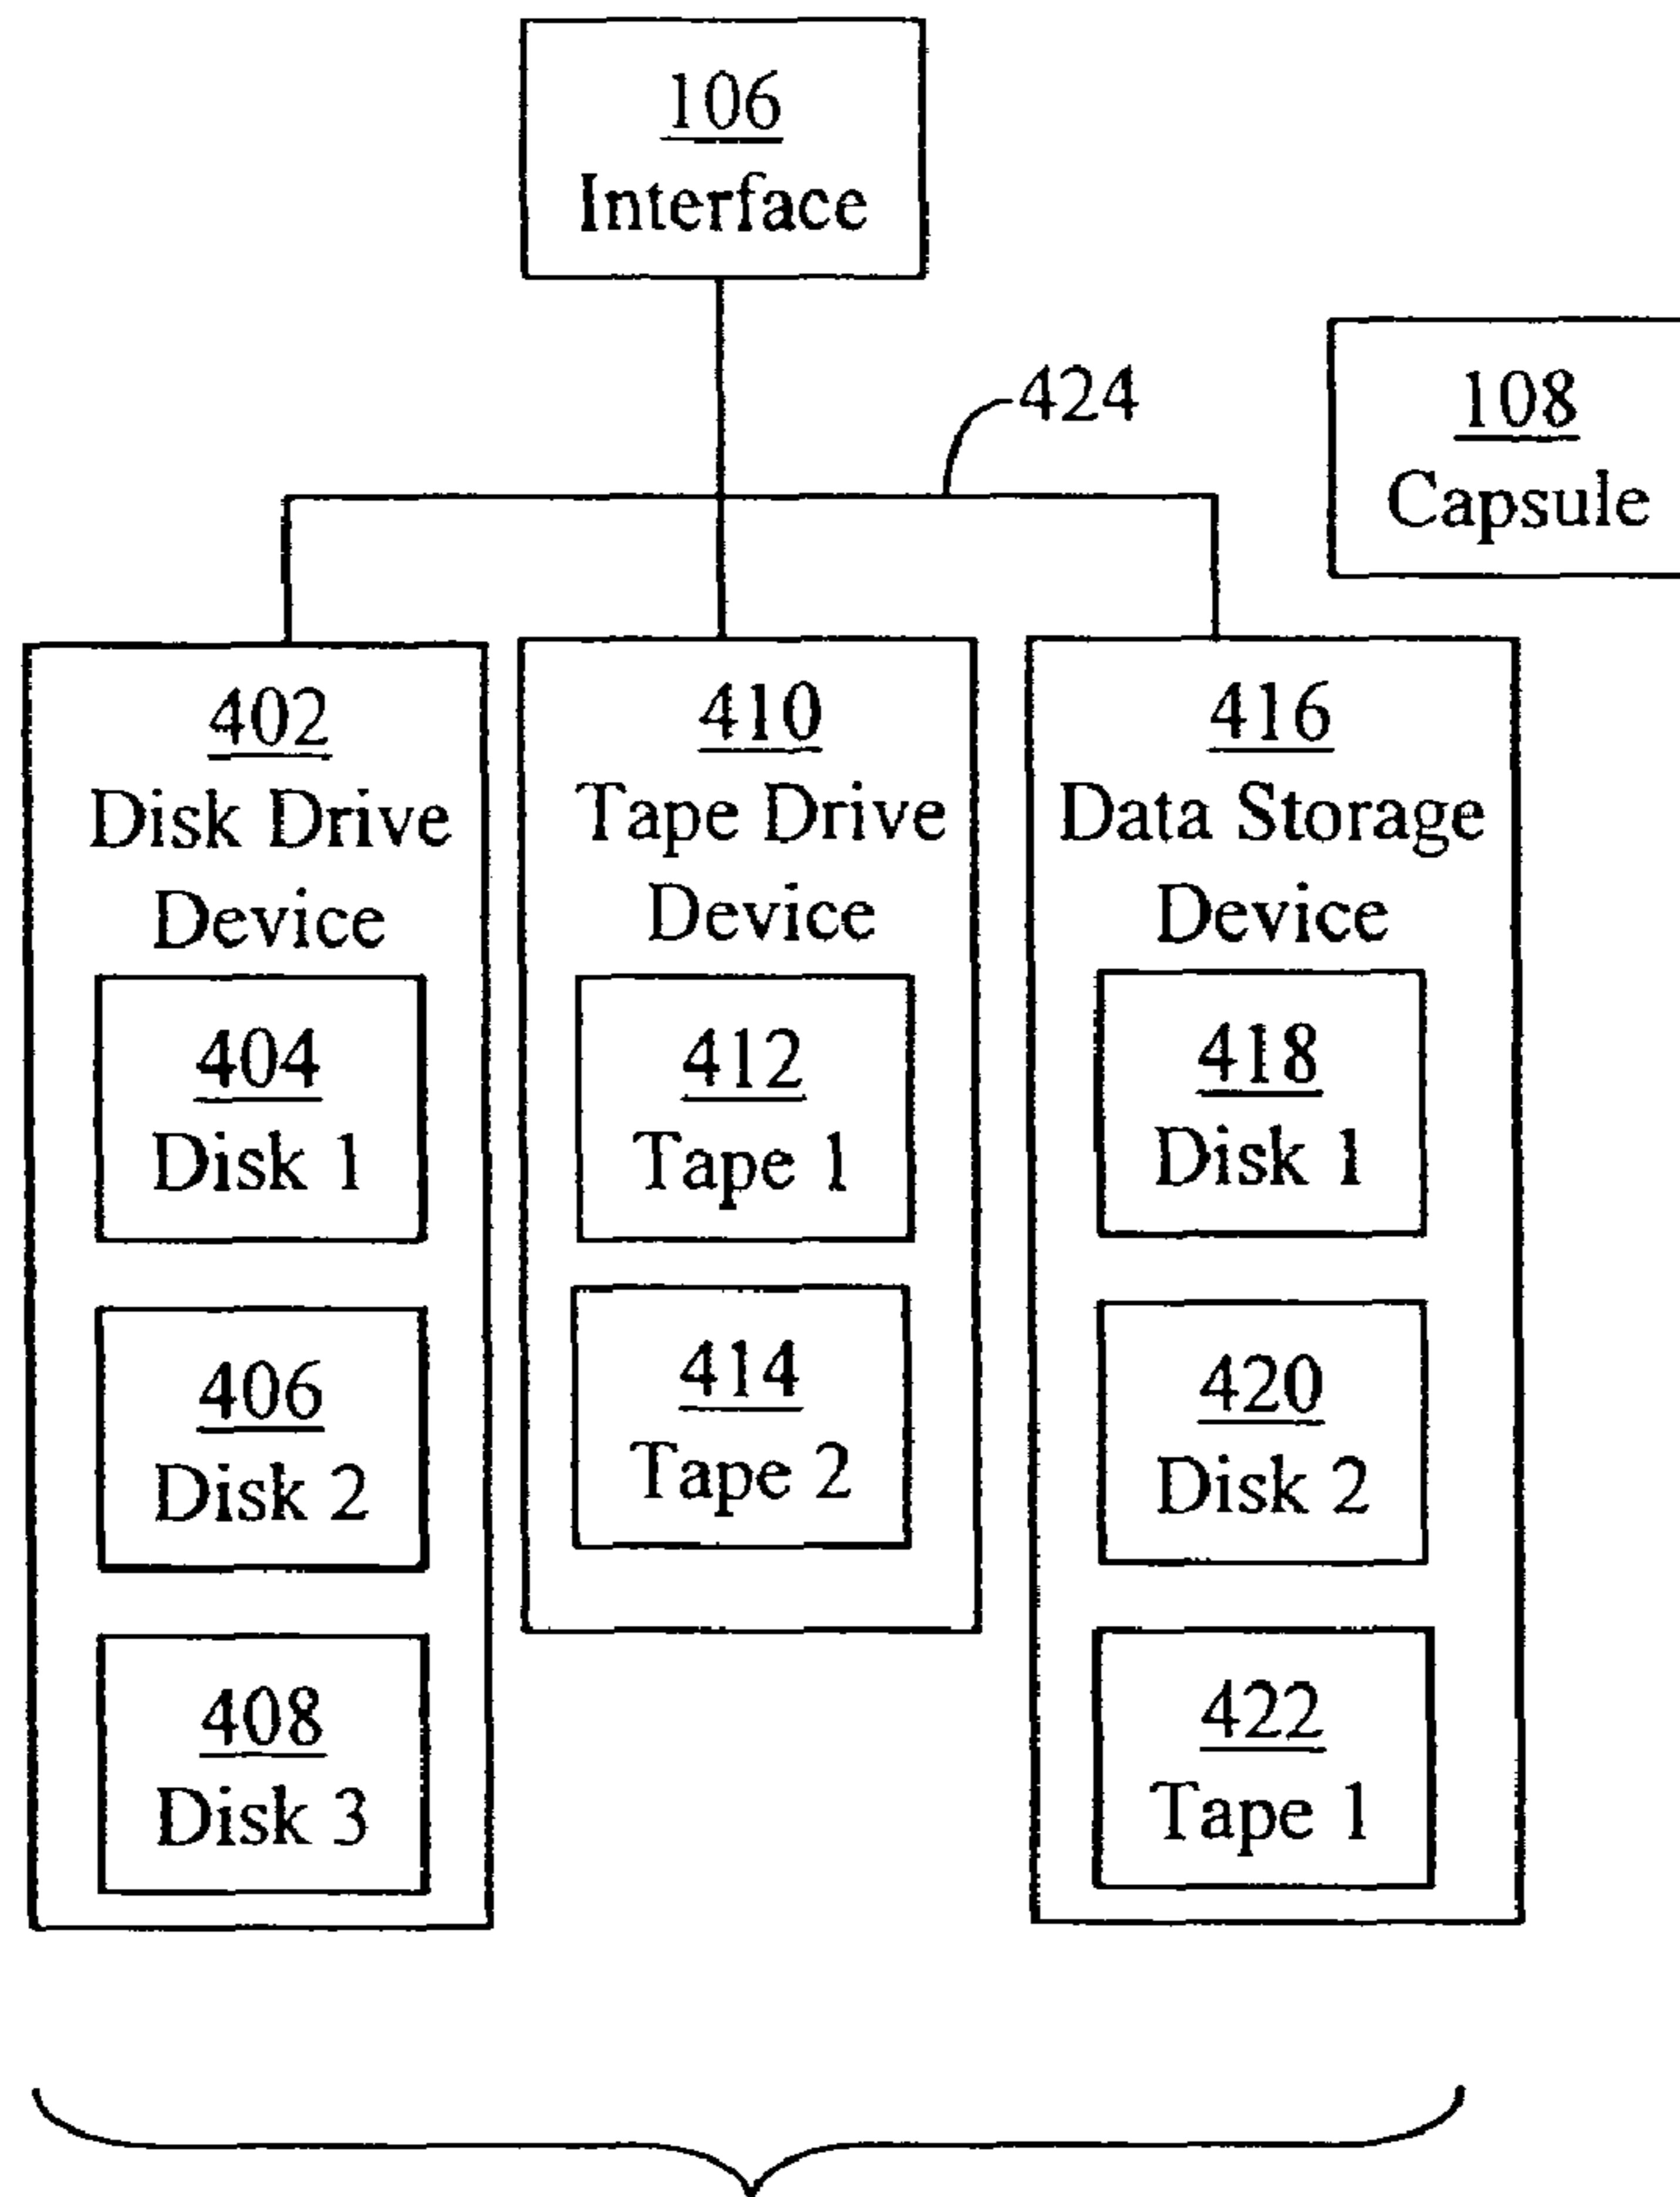 106
Interface
424
108
Capsule
402
Disk Drive
Device
404
Disk 1
406
Disk 2
408
Disk 3
410
Tape Drive
Device
412
Tape 1
414
Tape 2
416
Data Storage
Device
418
Disk 1
420
Disk 2
422
Tape 1